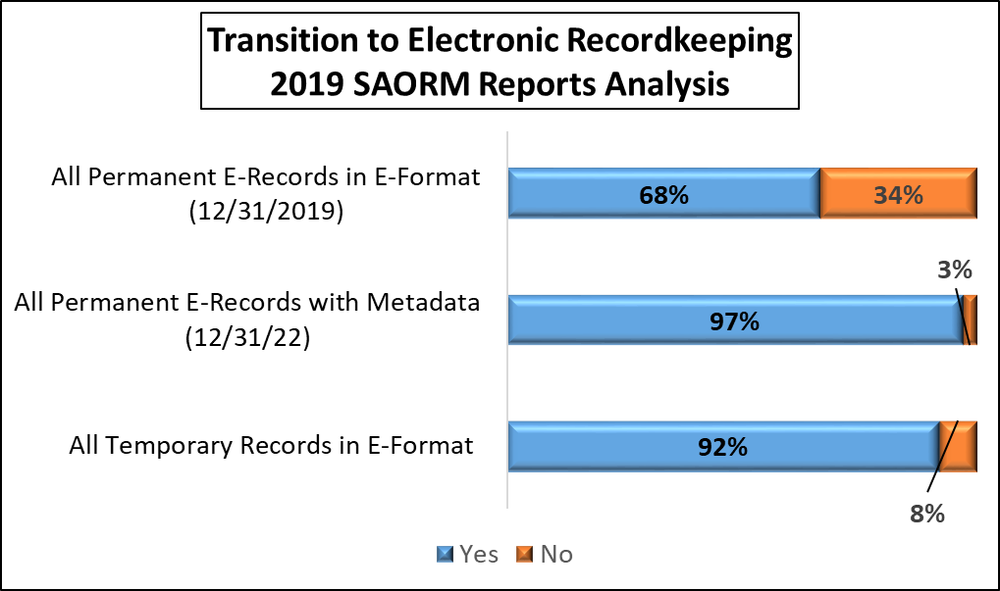 Transition to Electronic Recordkeeping
2019 SAORM Reports Analysis
All Permanent E-Records in E-Format
(12/31/2019)
68%
34%
3%
All Permanent E-Records with Metadata
(12/31/22)
97%
All Temporary Records in E-Format
92%
8%
Yes
No